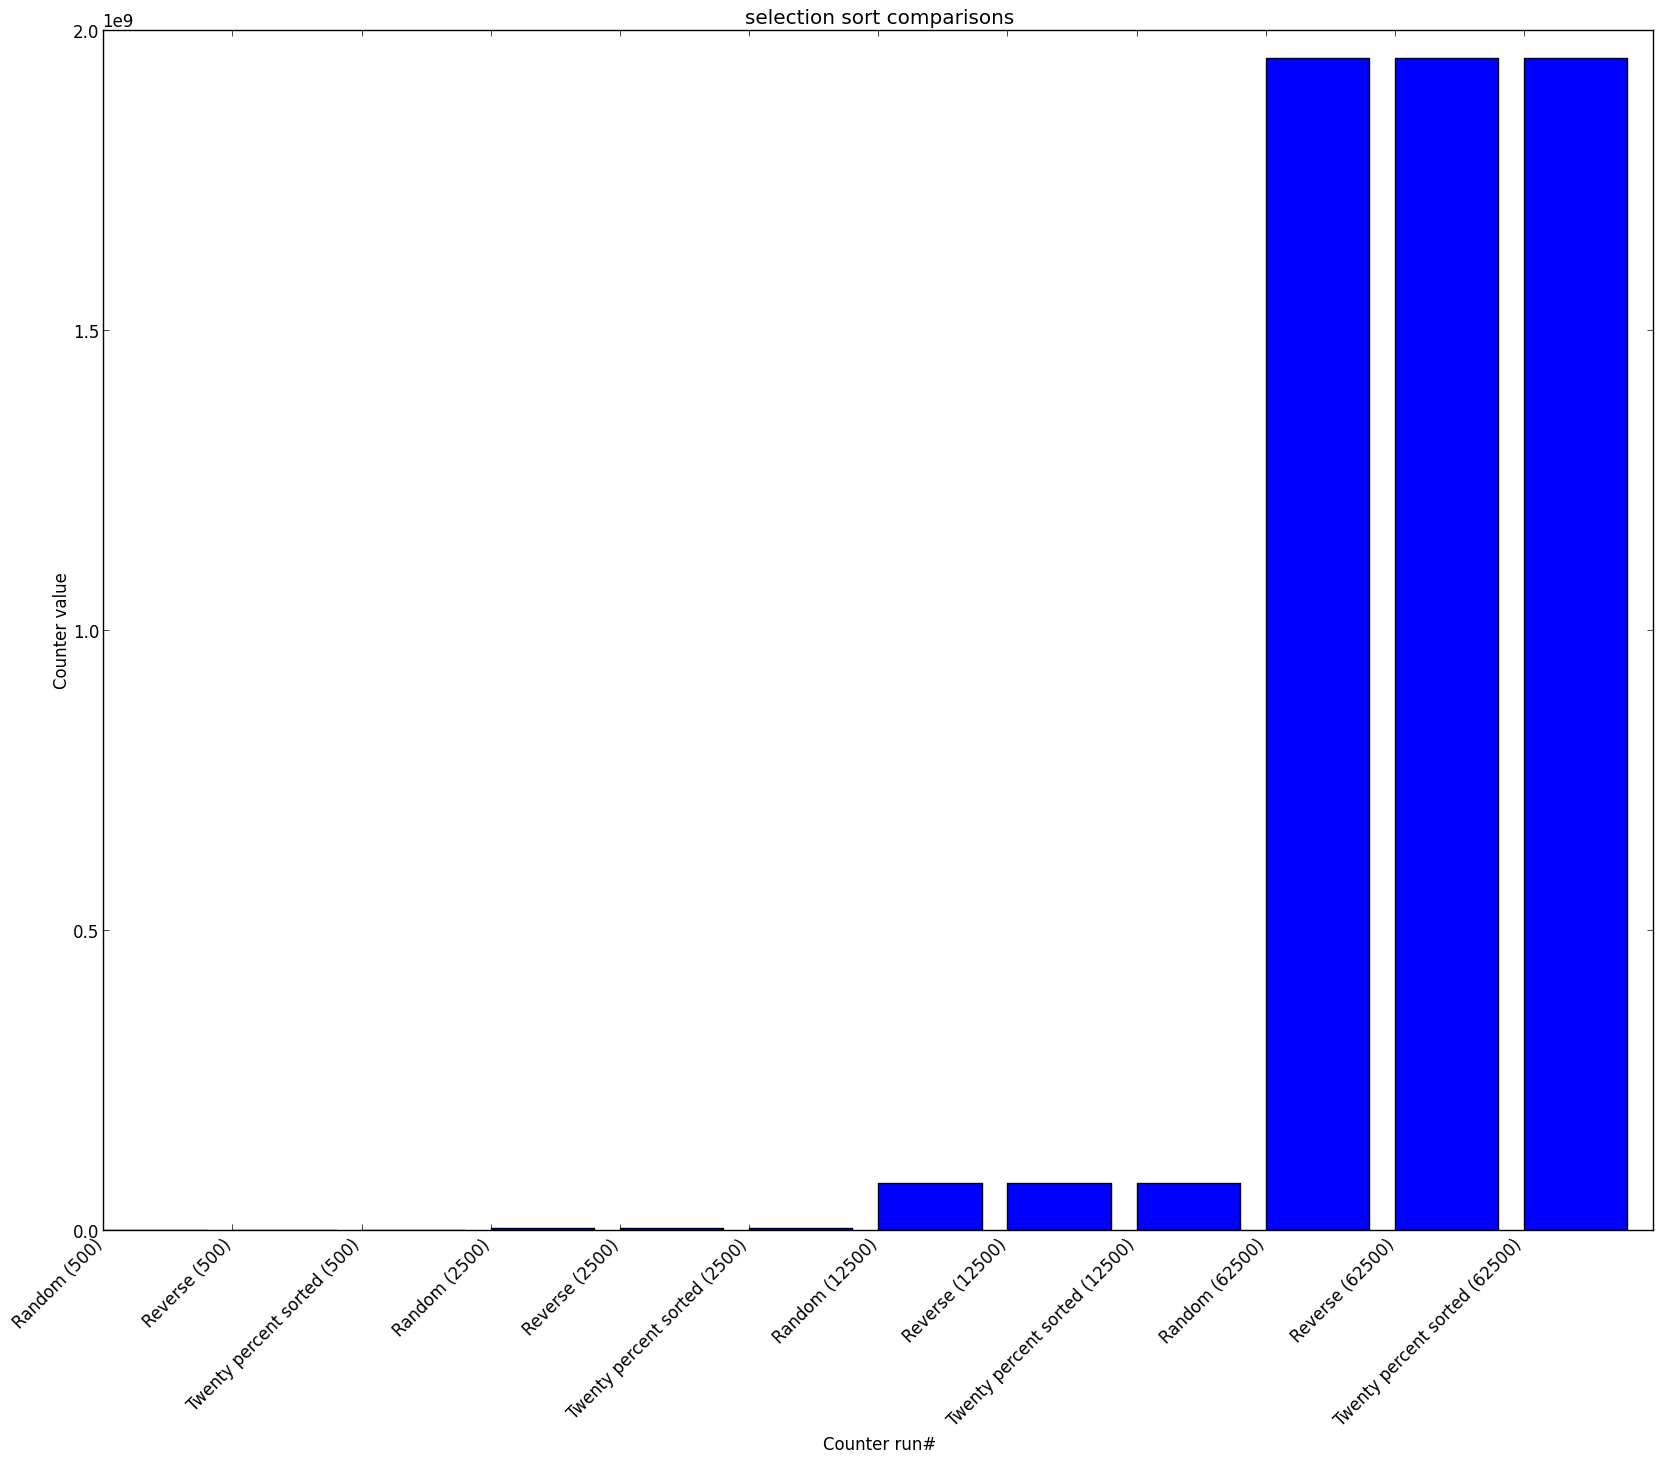 selection sort comparisons
1e9
2.0
1.5
1.0
0.5
0.0
Counter value
Random (500)
Reverse (500)
Twenty percent sorted (500)
Random (2500)
Reverse (2500)
Twenty percent sorted (2500)
Random (12500)
Reverse (12500)
Twenty percent sorted (12500)
Random (62500)
Reverse (62500)
Twenty percent sorted (62500)
Counter run#